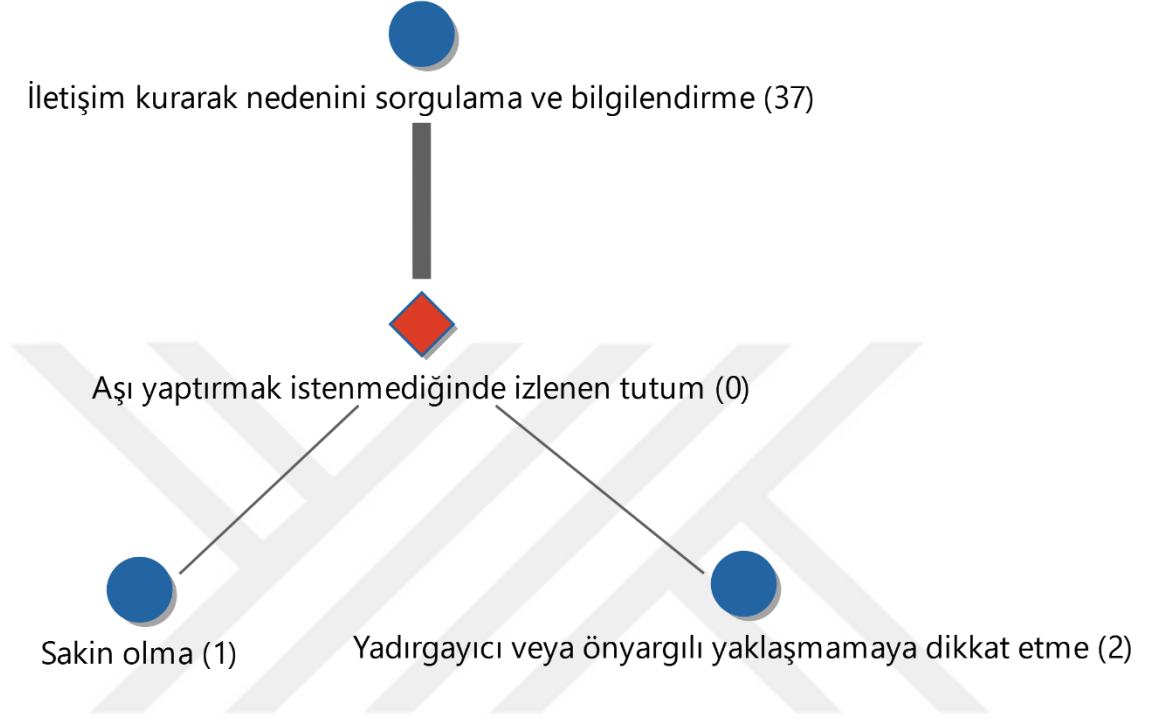 İletişim kurarak nedenini sorgulama ve bilgilendirme (37)
Aşı yaptırmak istenmediğinde izlenen tutum (0)
Sakin olma (1)
Yadırgayıcı veya önyargılı yaklaşmamaya dikkat etme (2)